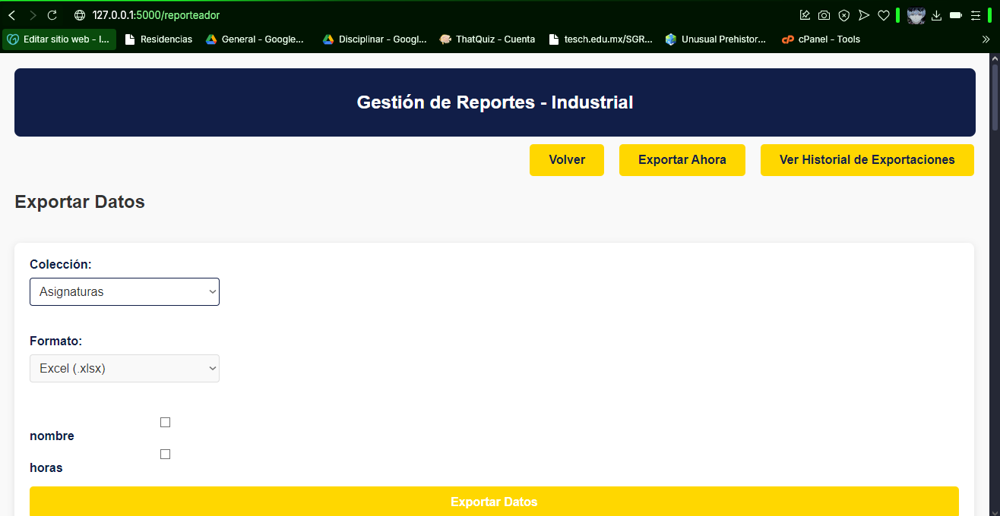 127.0.0.1:5000/reporteador
Editar sitio web - I... Residencias General - Google... Disciplinar - Googl... ThatQuiz - Cuenta tesch.edu.mx/SGR... Unusual Prehistor... cPanel - Tools
Gestión de Reportes - Industrial
Volver Exportar Ahora Ver Historial de Exportaciones
Exportar Datos
Colección:
Asignaturas
Formato:
Excel (.xlsx)
nombre
horas
Exportar Datos